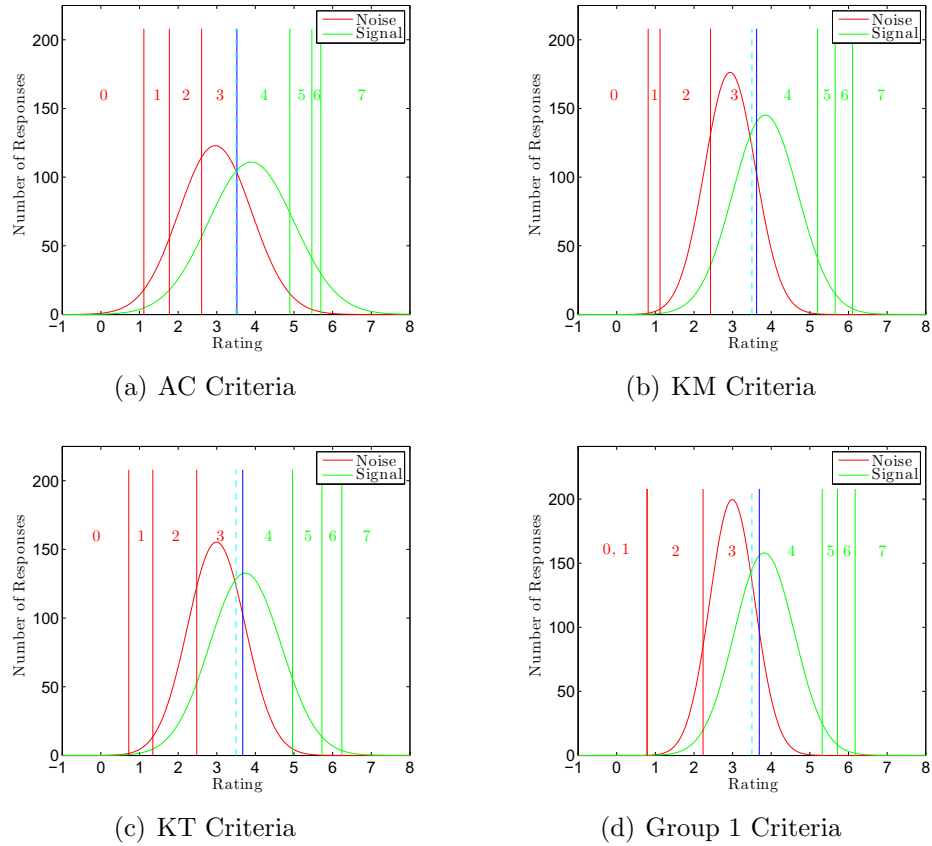 Noise
Signal
Number of Responses
200
150
100
50
0
0 1 2 3 4 5 6 7
−1 0 1 2 3 4 5 6 7 8
Rating
(a) AC Criteria
Noise
Signal
Number of Responses
200
150
100
50
0
0 1 2 3 4 5 6 7
−1 0 1 2 3 4 5 6 7 8
Rating
(b) KM Criteria
Noise
Signal
Number of Responses
200
150
100
50
0
0 1 2 3 4 5 6 7
−1 0 1 2 3 4 5 6 7 8
Rating
(c) KT Criteria
Noise
Signal
Number of Responses
200
150
100
50
0
0, 1 2 3 4 5 6 7
−1 0 1 2 3 4 5 6 7 8
Rating
(d) Group 1 Criteria